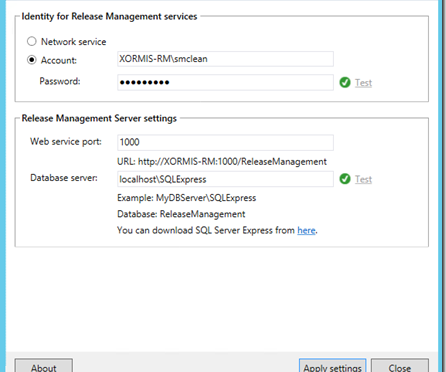 Identity for Release Management services
Network service
Account: XORMIS-RM\smclean
Password: ●●●●●●●●● Test
Release Management Server settings
Web service port: 1000
URL: http://XORMIS-RM:1000/ReleaseManagement
Database server: localhost\SQLExpress Test
Example: MyDBServer\SQLExpress
Database: ReleaseManagement
You can download SQL Server Express from here.
About Apply settings Close